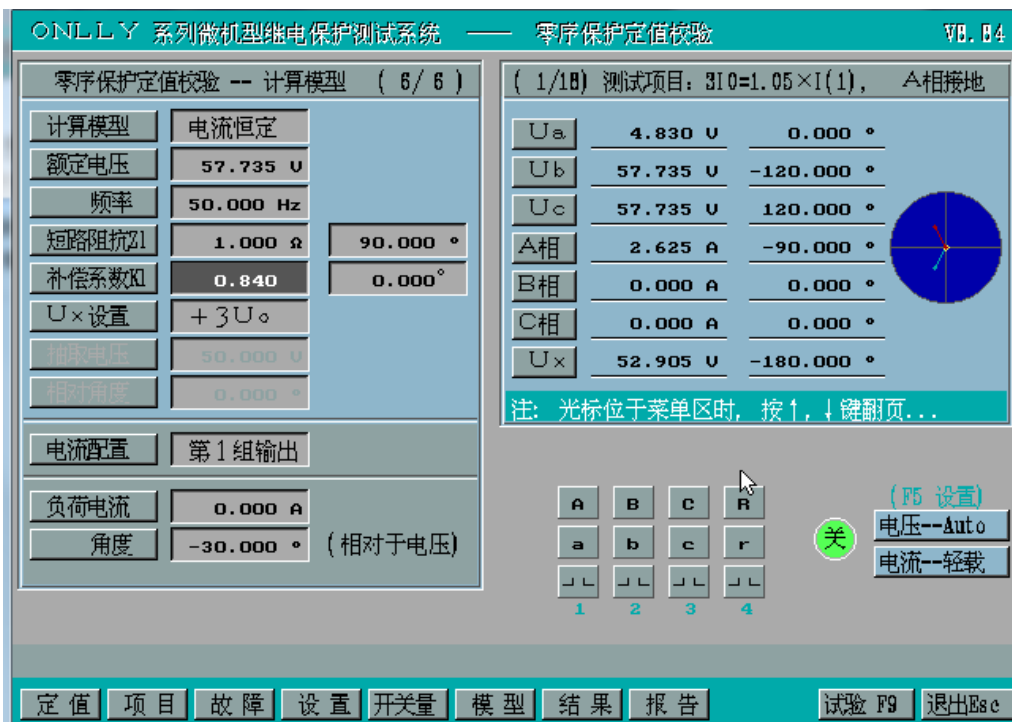 ONLLY 系列微机型继电保护测试系统 —— 零序保护定值校验 V8.84
零序保护定值校验 -- 计算模型 ( 6/ 6 )
计算模型 电流恒定
额定电压 57.735 V
频率 50.000 Hz
短路阻抗Z1 1.000 Ω 90.000 °
补偿系数Kl 0.840 0.000°
U×设置 +3U。
抽取电压 50.000 V
相对角度 0.000 °
电流配置 第1组输出
负荷电流 0.000 A
角度 -30.000 ° (相对于电压)
( 1/18) 测试项目: 3I0=1.05×I(1), A相接地
Ua 4.830 V 0.000 °
Ub 57.735 V -120.000 °
Uc 57.735 V 120.000 °
A相 2.625 A -90.000 °
B相 0.000 A 0.000 °
C相 0.000 A 0.000 °
U× 52.905 V -180.000 °
注: 光标位于菜单区时, 按↑,↓键翻页...
A B C R
a b c r
1 2 3 4
关
(F5 设置)
电压--Auto
电流--轻载
定值 项目 故障 设置 开关量 模型 结果 报告 试验 F9 退出Esc